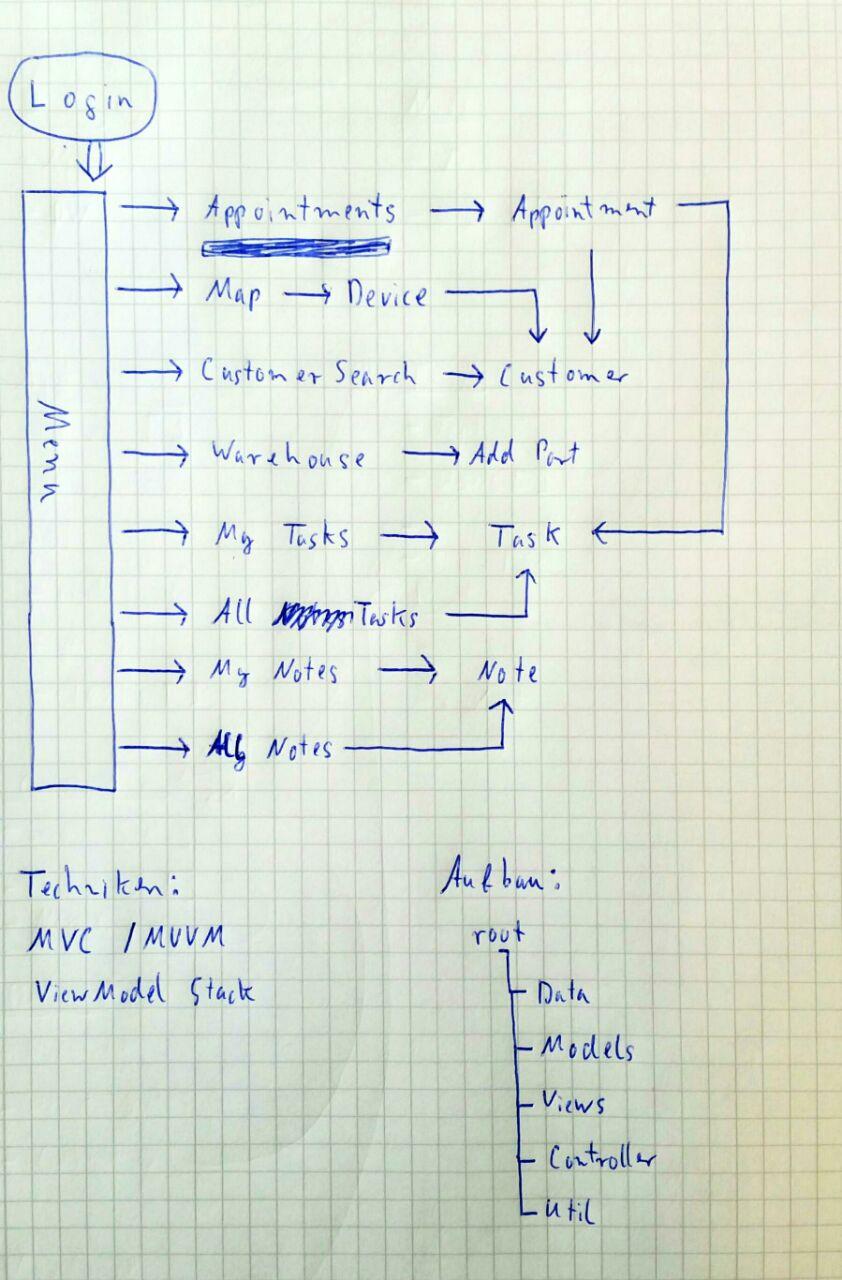 Login
Menu
Appointments Appointment
Map Device
Customer Search Customer
Warehouse Add Part
My Tasks Task
All Tasks
My Notes Note
All Notes
Techniken: Aufbau:
MVC / MVVM root
ViewModel Stack Data
Models
Views
Controller
Util